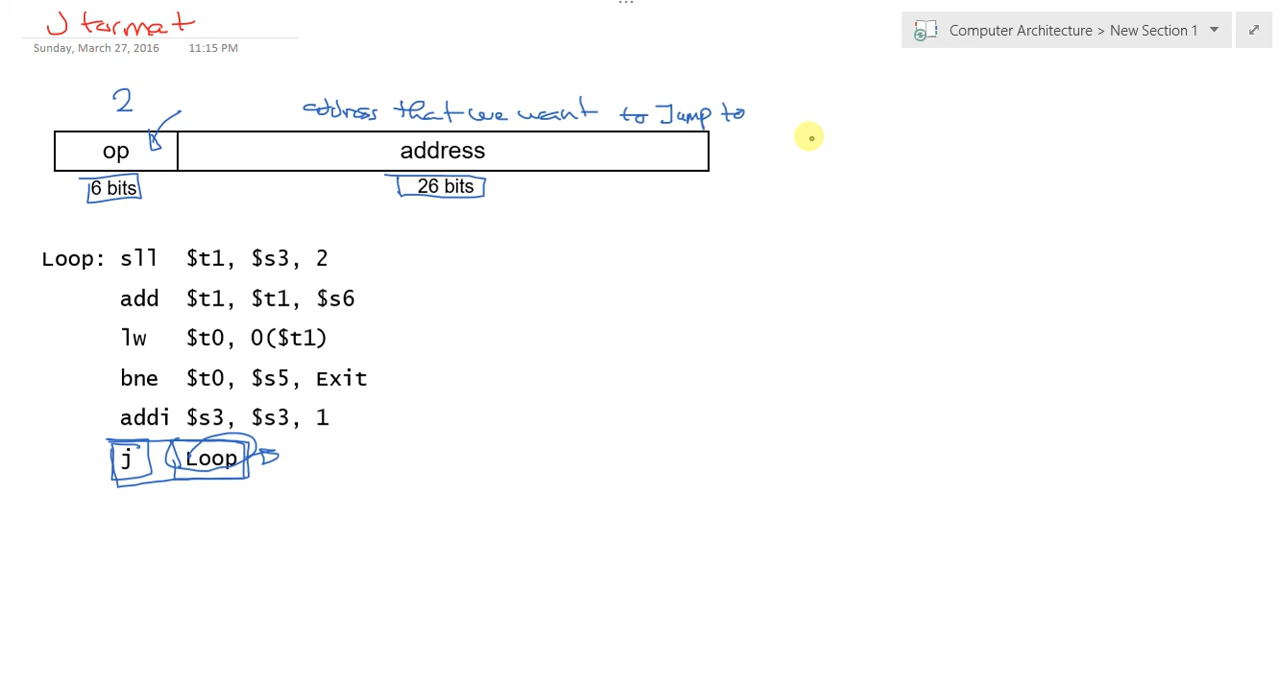 J format
Sunday, March 27, 2016 11:15 PM
Computer Architecture > New Section 1
2
address that we want to Jump to
op address
6 bits 26 bits
Loop: sll $t1, $s3, 2
add $t1, $t1, $s6
lw $t0, 0($t1)
bne $t0, $s5, Exit
addi $s3, $s3, 1
j Loop